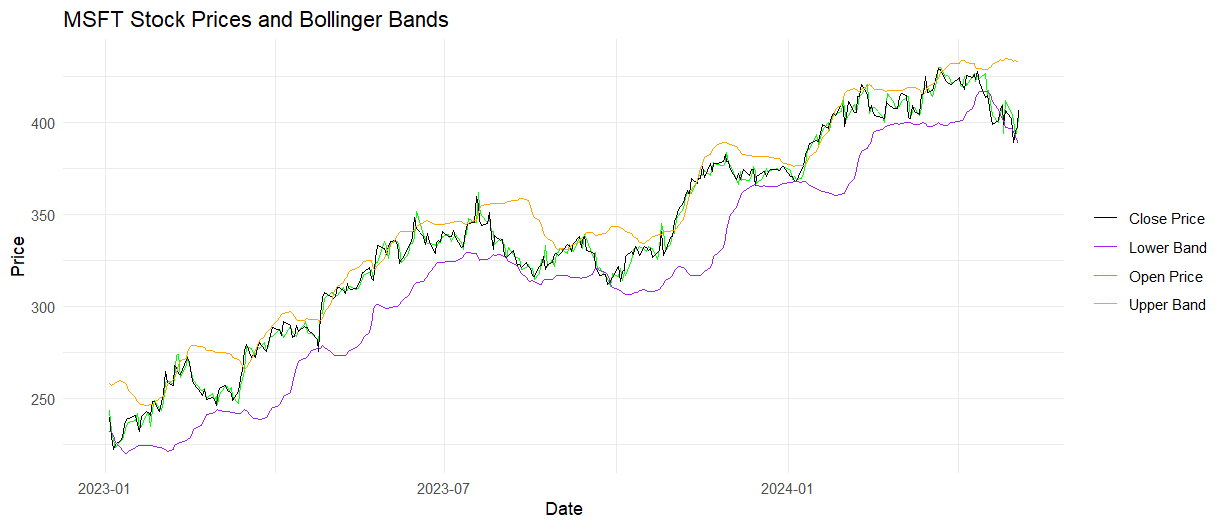 MSFT Stock Prices and Bollinger Bands
Price
400
350
300
250
2023-01
2023-07
2024-01
Date
Close Price
Lower Band
Open Price
Upper Band